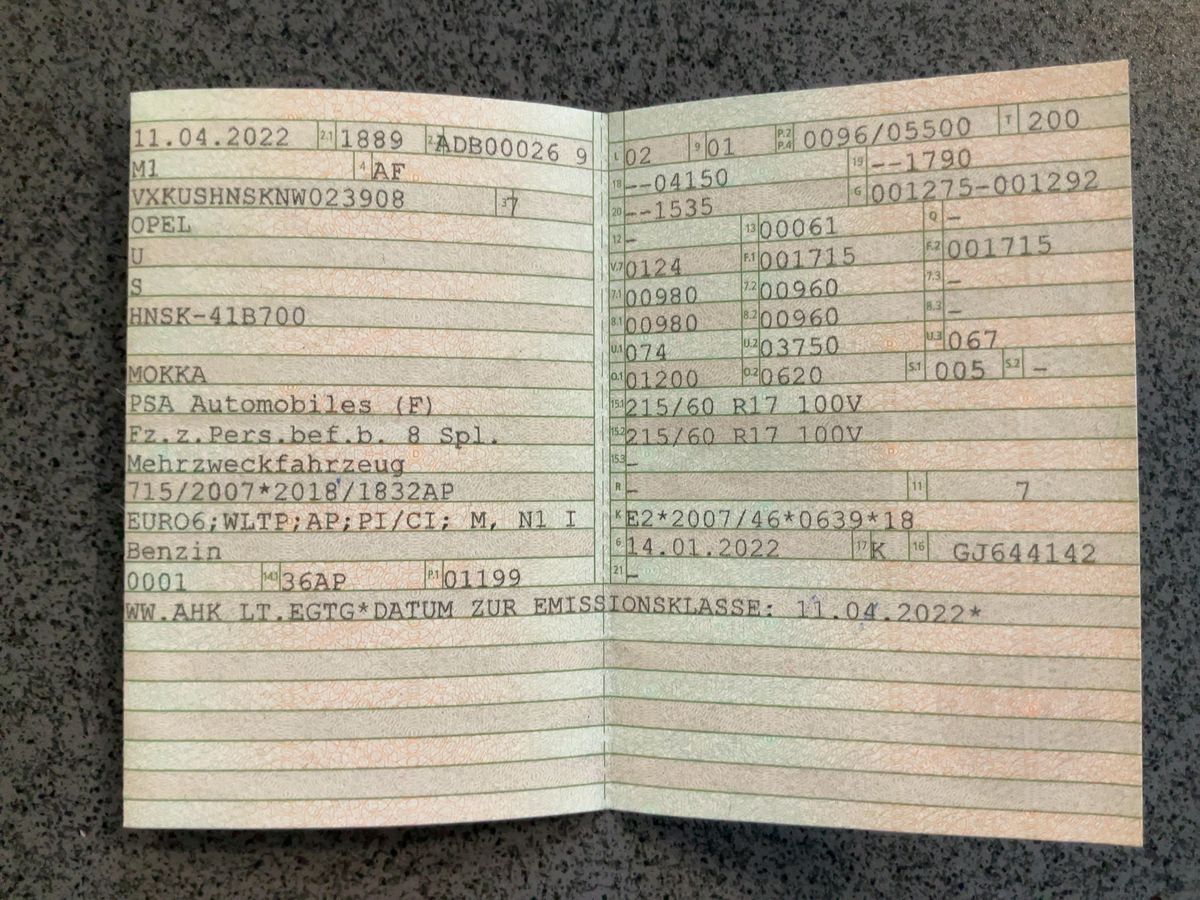 11.04.2022 2.1 1889 2.2 ADB00026 9
M1 4 AF
VXKUSHNSKNW023908 3 7
OPEL
U
S
HNSK-41B700
MOKKA
PSA Automobiles (F)
Fz.z.Pers.bef.b. 8 Spl.
Mehrzweckfahrzeug
715/2007*2018/1832AP
EURO6;WLTP;AP;PI/CI; M, N1 I
Benzin
0001 14.1 36AP P.1 01199
L 02 9 01 P.2 P.4 0096/05500 T 200
18 --04150 19 --1790
20 --1535 G 001275-001292
12 - 13 00061 Q -
V.7 0124 F.1 001715 F.2 001715
7.1 00980 7.2 00960 7.3 -
8.1 00980 8.2 00960 8.3 -
U.1 074 U.2 03750 U.3 067
O.1 01200 O.2 0620 S.1 005 S.2 -
15.1 215/60 R17 100V
15.2 215/60 R17 100V
15.3 -
R - 11 7
K E2*2007/46*0639*18
6 14.01.2022 17 K 16 GJ644142
21 -
WW.AHK LT.EGTG*DATUM ZUR EMISSIONSKLASSE: 11.04.2022*